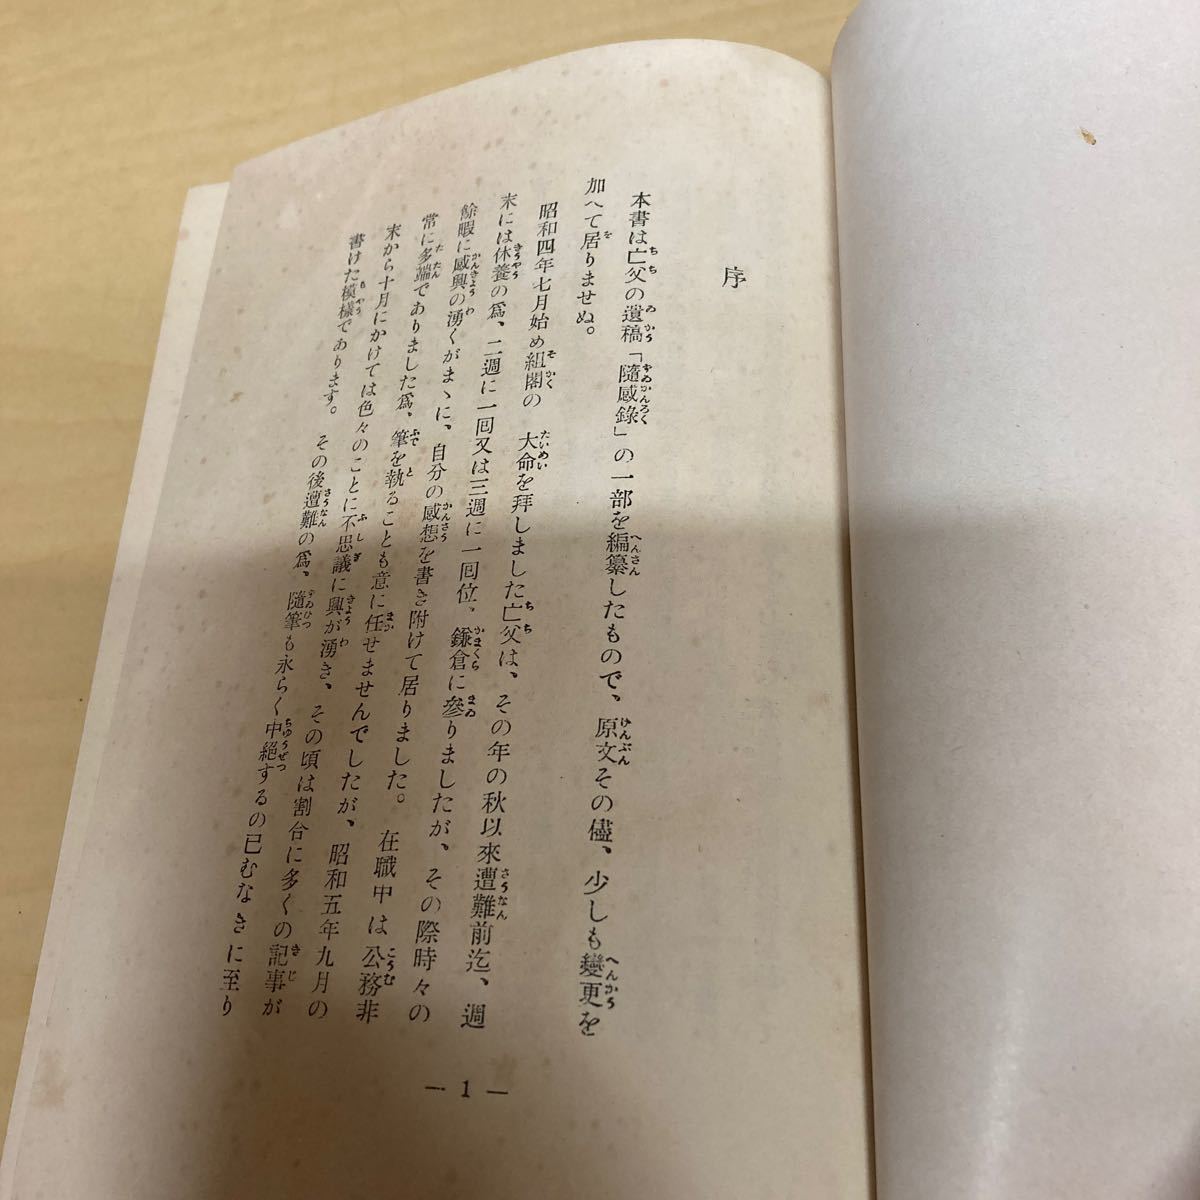 序
本書は亡父の遺稿「隨感錄」の一部を編纂したもので、原文その儘、少しも變更を
加へて居りませぬ。
昭和四年七月始め組閣の　大命を拜しました亡父は、その年の秋以來遭難前迄、週
末には休養の爲、二週に一回又は三週に一回位、鎌倉に參りましたが、その際時々の
餘暇に感興の湧くがまゝに、自分の感想を書き附けて居りました。　在職中は公務非
常に多端でありました爲、筆を執ることも意に任せませんでしたが、昭和五年九月の
末から十月にかけては色々のことに不思議に興が湧き、その頃は割合に多くの記事が
書けた模樣であります。　その後遭難の爲、隨筆も永らく中絶するの已むなきに至り
— 1 —